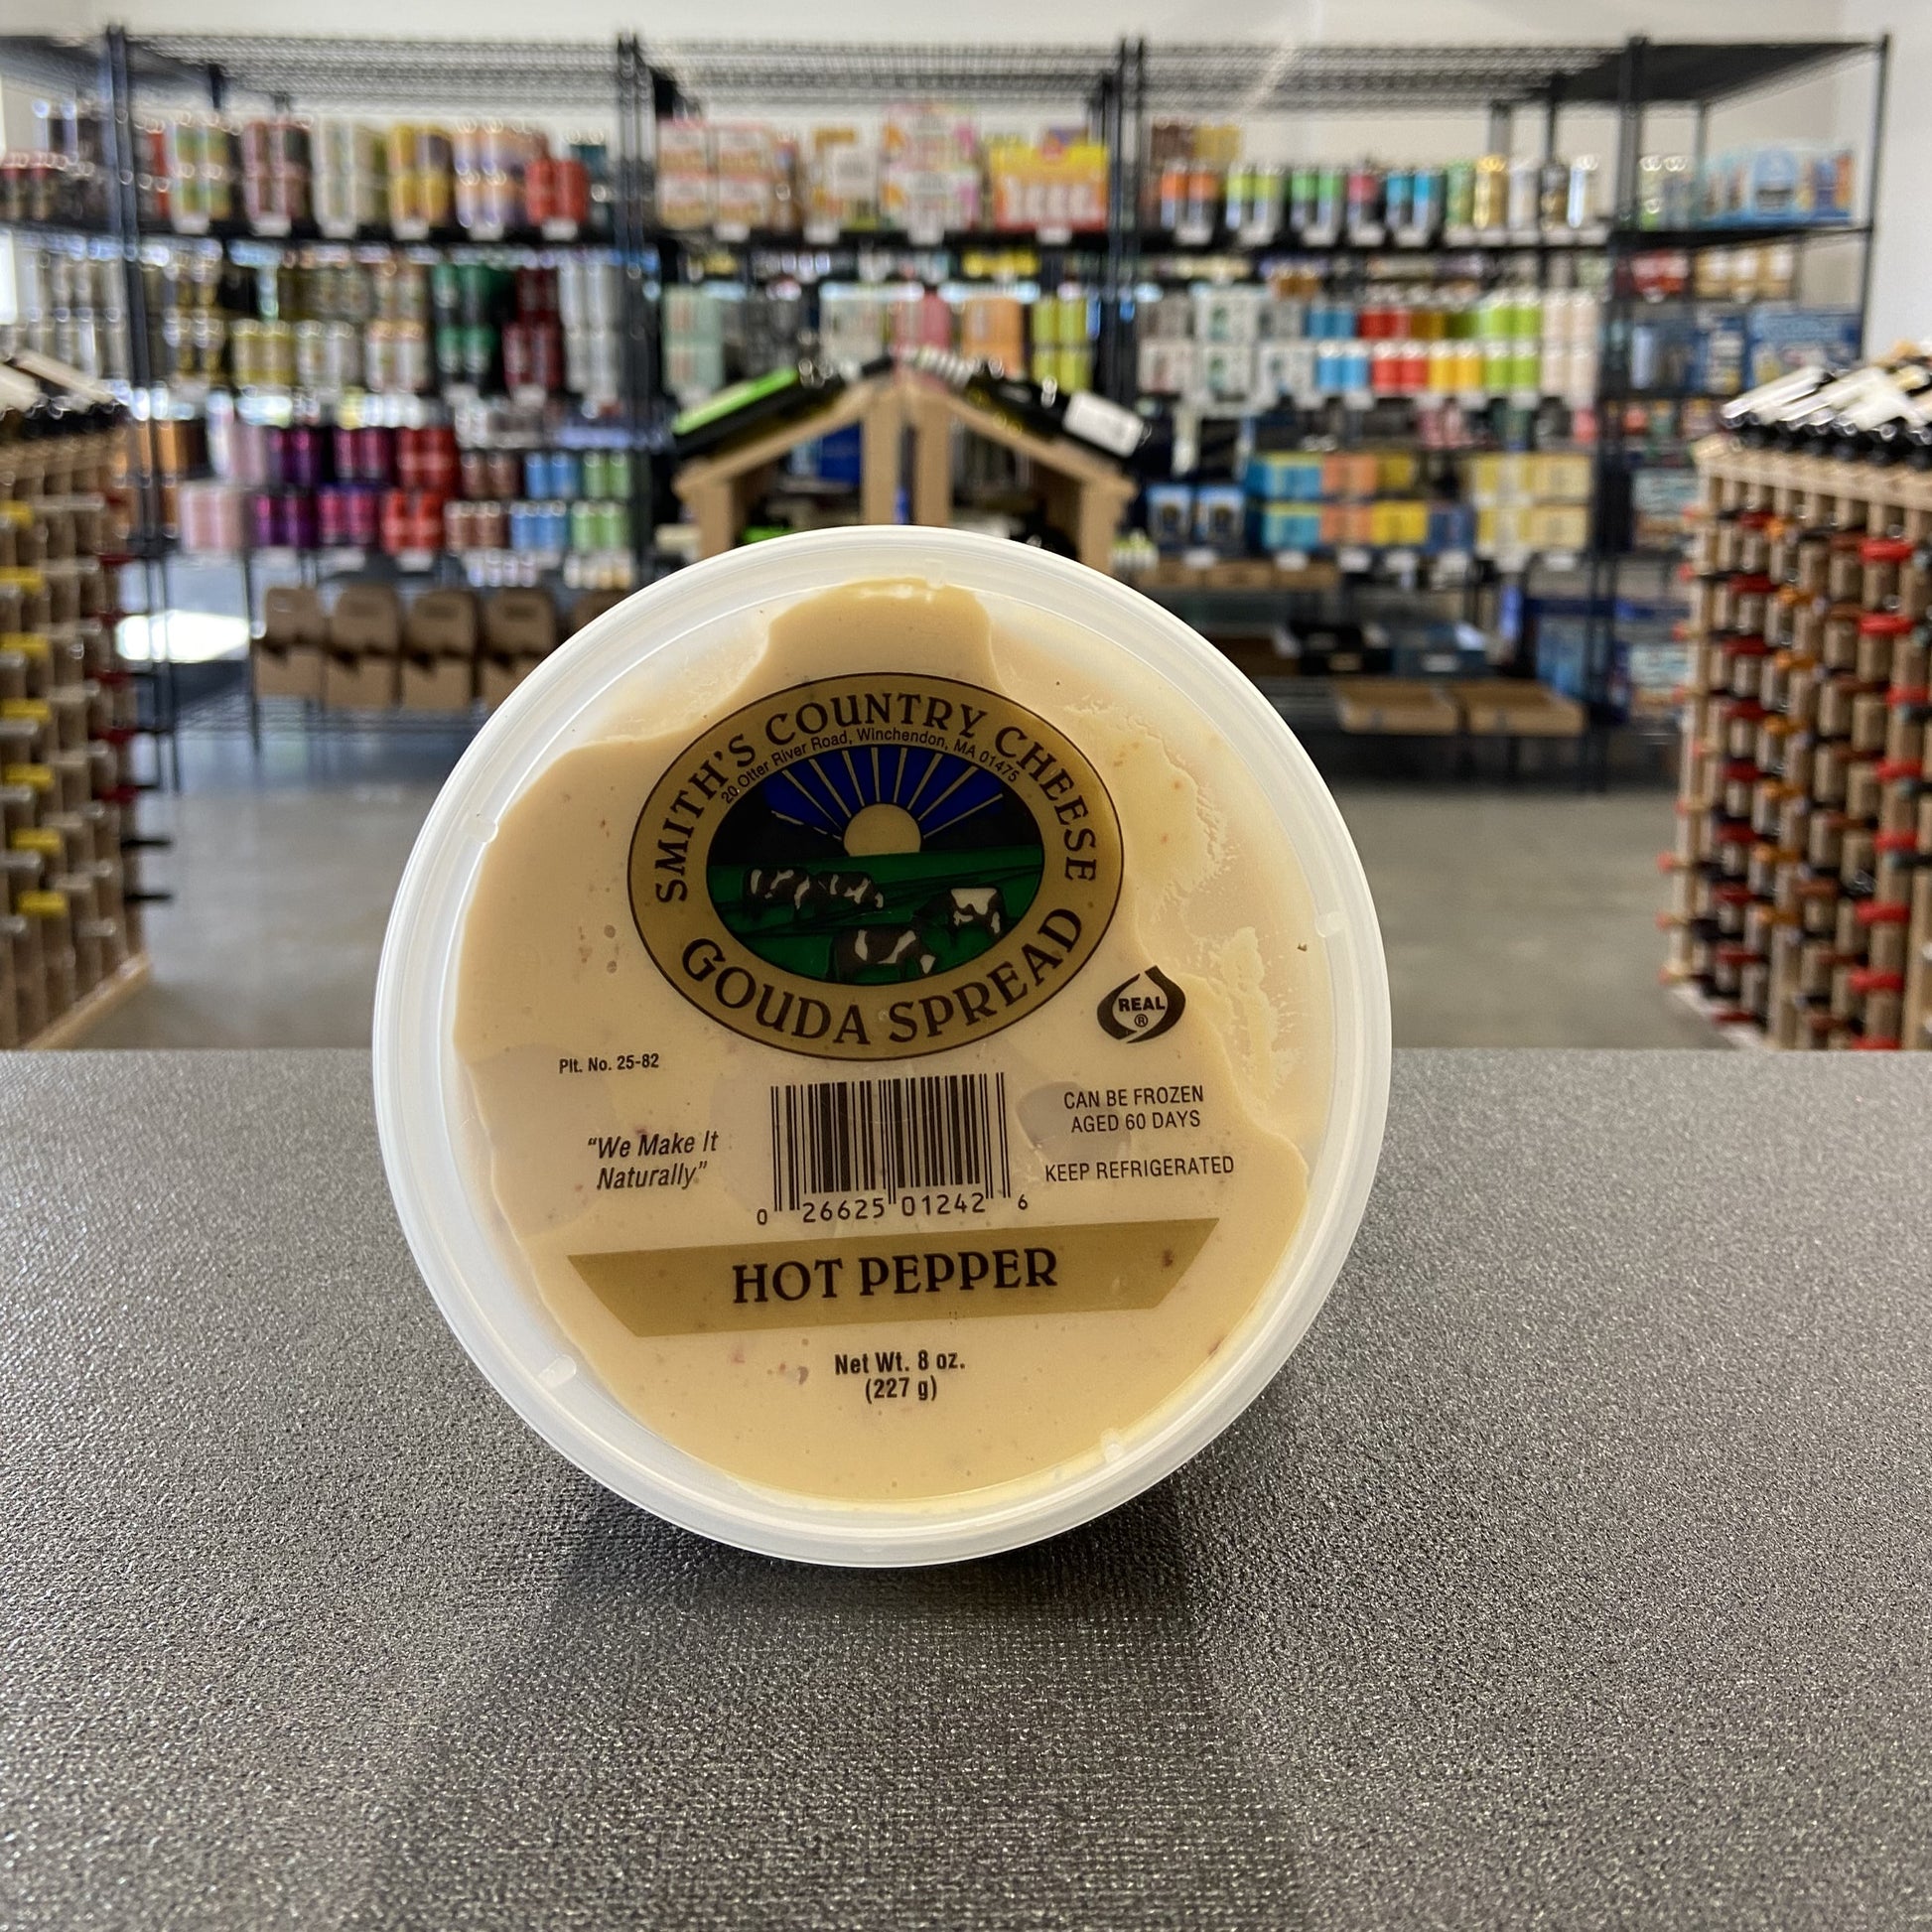 SMITH'S COUNTRY CHEESE
20 Otter River Road, Winchendon, MA 01475
GOUDA SPREAD
REAL
®
Plt. No. 25-82
"We Make It
Naturally"
0 26625 01242 6
CAN BE FROZEN
AGED 60 DAYS
KEEP REFRIGERATED
HOT PEPPER
Net Wt. 8 oz.
(227 g)